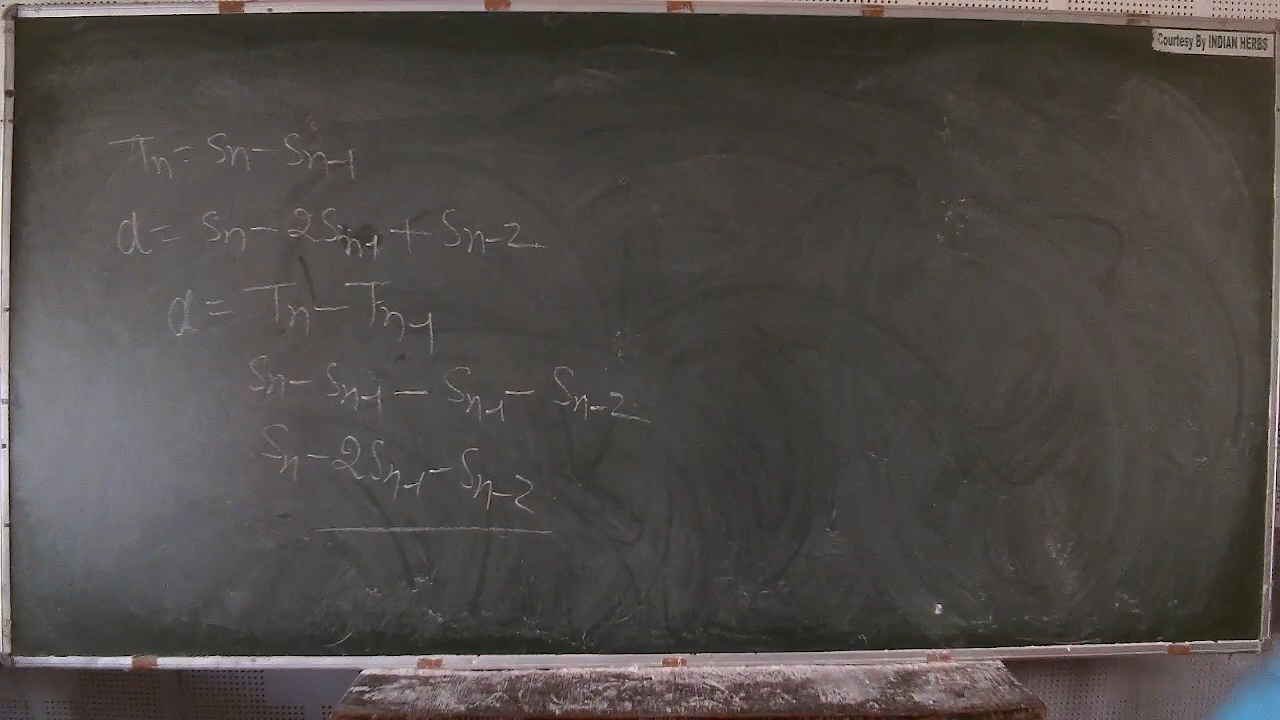 Courtesy By INDIAN HERBS
Tn = Sn - Sn-1
d = Sn - 2Sn-1 + Sn-2
d = Tn - Tn-1
Sn - Sn-1 - Sn-1 - Sn-2
Sn - 2Sn-1 - Sn-2